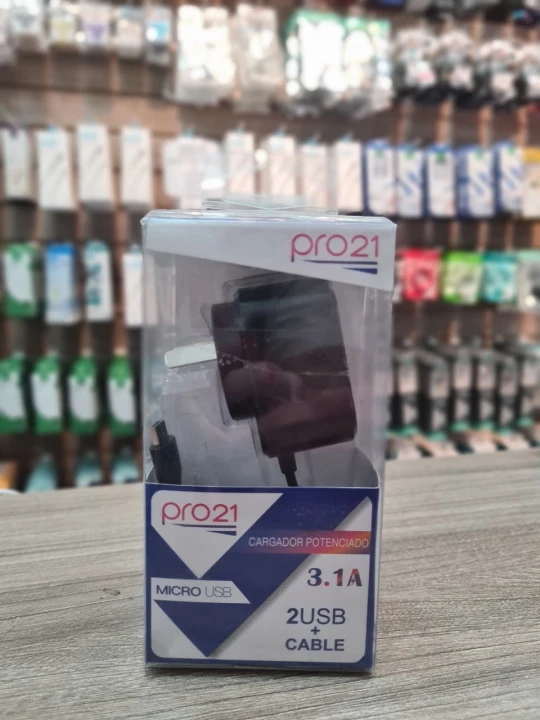 pro21
pro21
CARGADOR POTENCIADO
3.1A
MICRO USB
2USB
+
CABLE